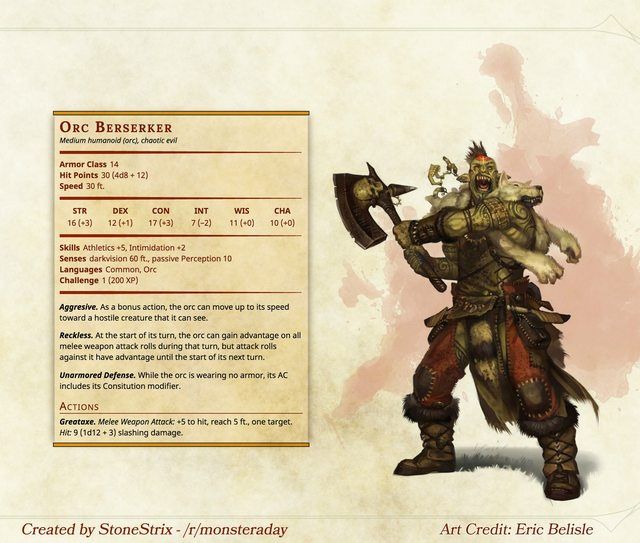 Orc Berserker
Medium humanoid (orc), chaotic evil
Armor Class 14
Hit Points 30 (4d8 + 12)
Speed 30 ft.
STR DEX CON INT WIS CHA
16 (+3) 12 (+1) 17 (+3) 7 (−2) 11 (+0) 10 (+0)
Skills Athletics +5, Intimidation +2
Senses darkvision 60 ft., passive Perception 10
Languages Common, Orc
Challenge 1 (200 XP)
Aggresive. As a bonus action, the orc can move up to its speed
toward a hostile creature that it can see.
Reckless. At the start of its turn, the orc can gain advantage on all
melee weapon attack rolls during that turn, but attack rolls
against it have advantage until the start of its next turn.
Unarmored Defense. While the orc is wearing no armor, its AC
includes its Consitution modifier.
Actions
Greataxe. Melee Weapon Attack: +5 to hit, reach 5 ft., one target.
Hit: 9 (1d12 + 3) slashing damage.
Created by StoneStrix - /r/monsteraday
Art Credit: Eric Belisle